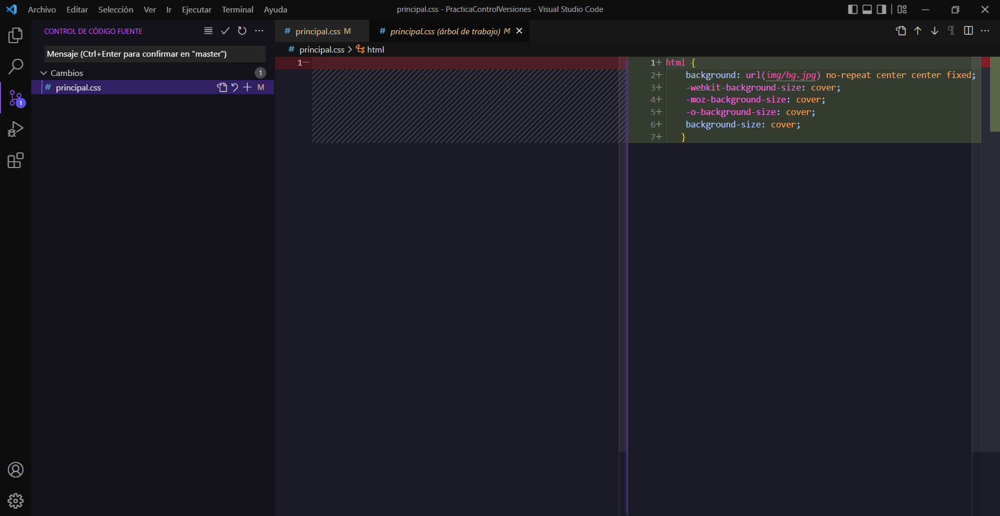 Archivo Editar Selección Ver Ir Ejecutar Terminal Ayuda
principal.css - PracticaControlVersiones - Visual Studio Code
CONTROL DE CÓDIGO FUENTE
Mensaje (Ctrl+Enter para confirmar en "master")
Cambios 1
# principal.css M
1
# principal.css M
# principal.css (árbol de trabajo) M
# principal.css > html
1−
1+ html {
2+ background: url(img/bg.jpg) no-repeat center center fixed;
3+ -webkit-background-size: cover;
4+ -moz-background-size: cover;
5+ -o-background-size: cover;
6+ background-size: cover;
7+ }